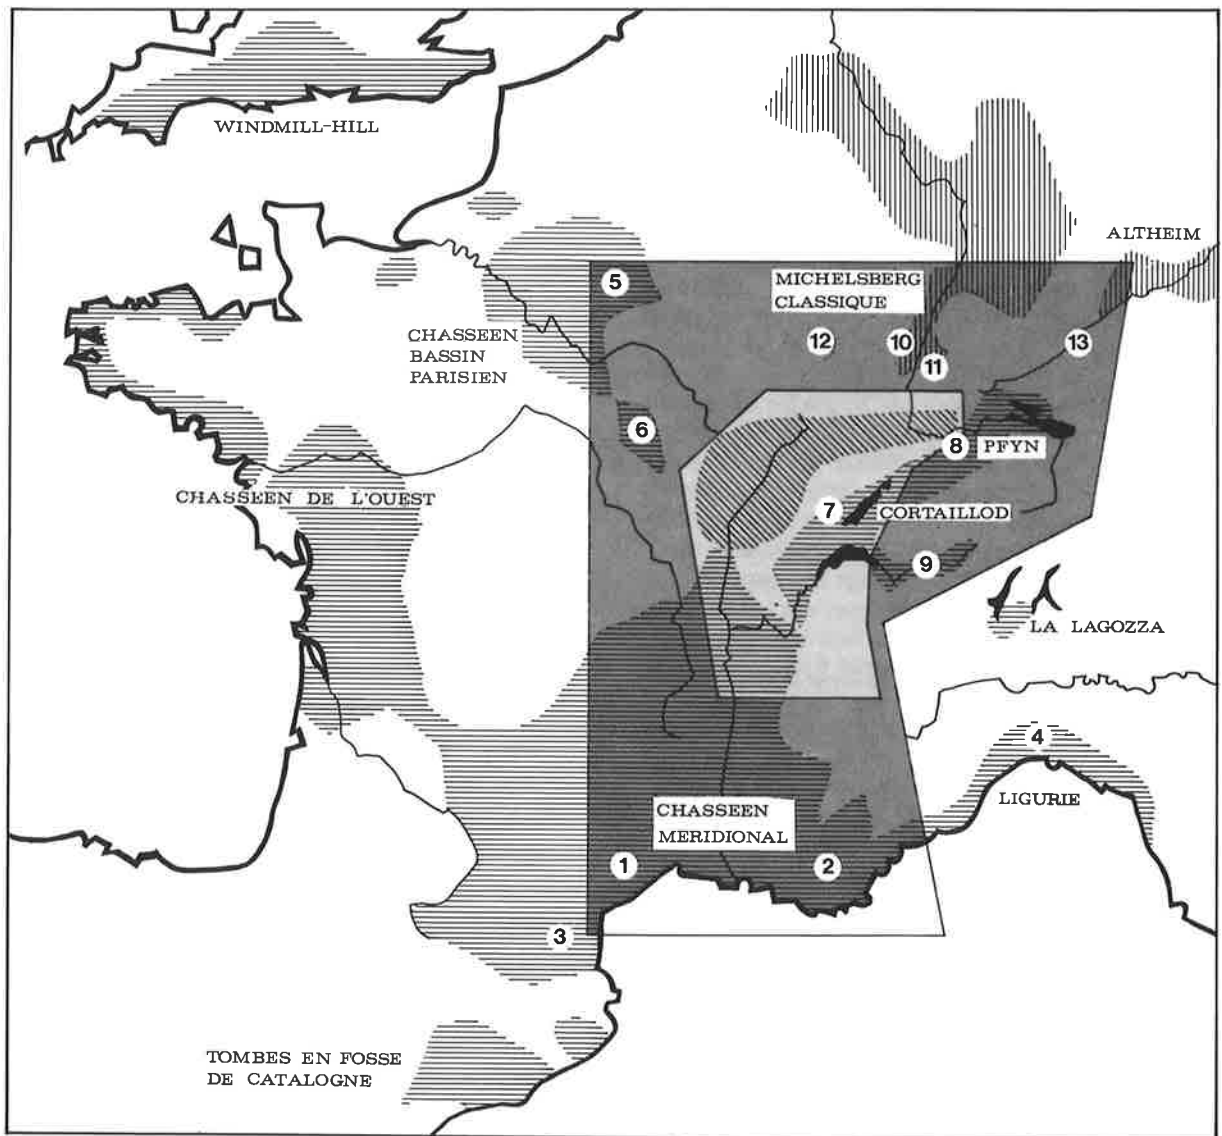 WINDMILL-HILL
ALTHEIM
5
MICHELSBERG
CLASSIQUE
CHASSEEN
BASSIN
PARISIEN
12
10
11
13
6
8
PFYN
CHASSEEN DE L'OUEST
7
CORTAILLOD
9
LA LAGOZZA
4
LIGURIE
CHASSEEN
MERIDIONAL
1
2
3
TOMBES EN FOSSE
DE CATALOGNE